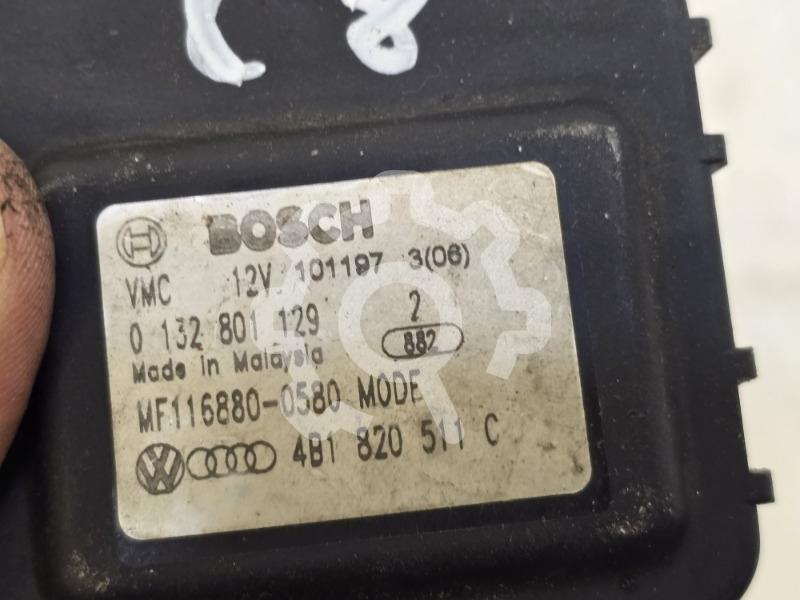 BOSCH
VMC 12V 101197 3(06)
0 132 801 129 2
Made in Malaysia 882
MF116880-0580 MODE
4B1 820 511 C